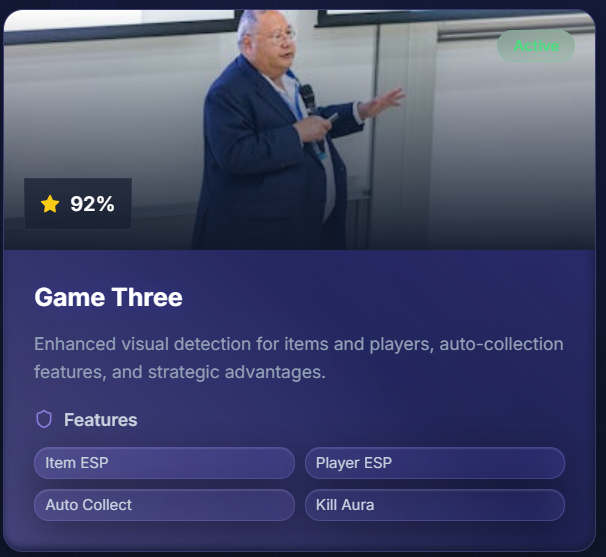 Active
92%
Game Three
Enhanced visual detection for items and players, auto-collection
features, and strategic advantages.
Features
Item ESP
Player ESP
Auto Collect
Kill Aura